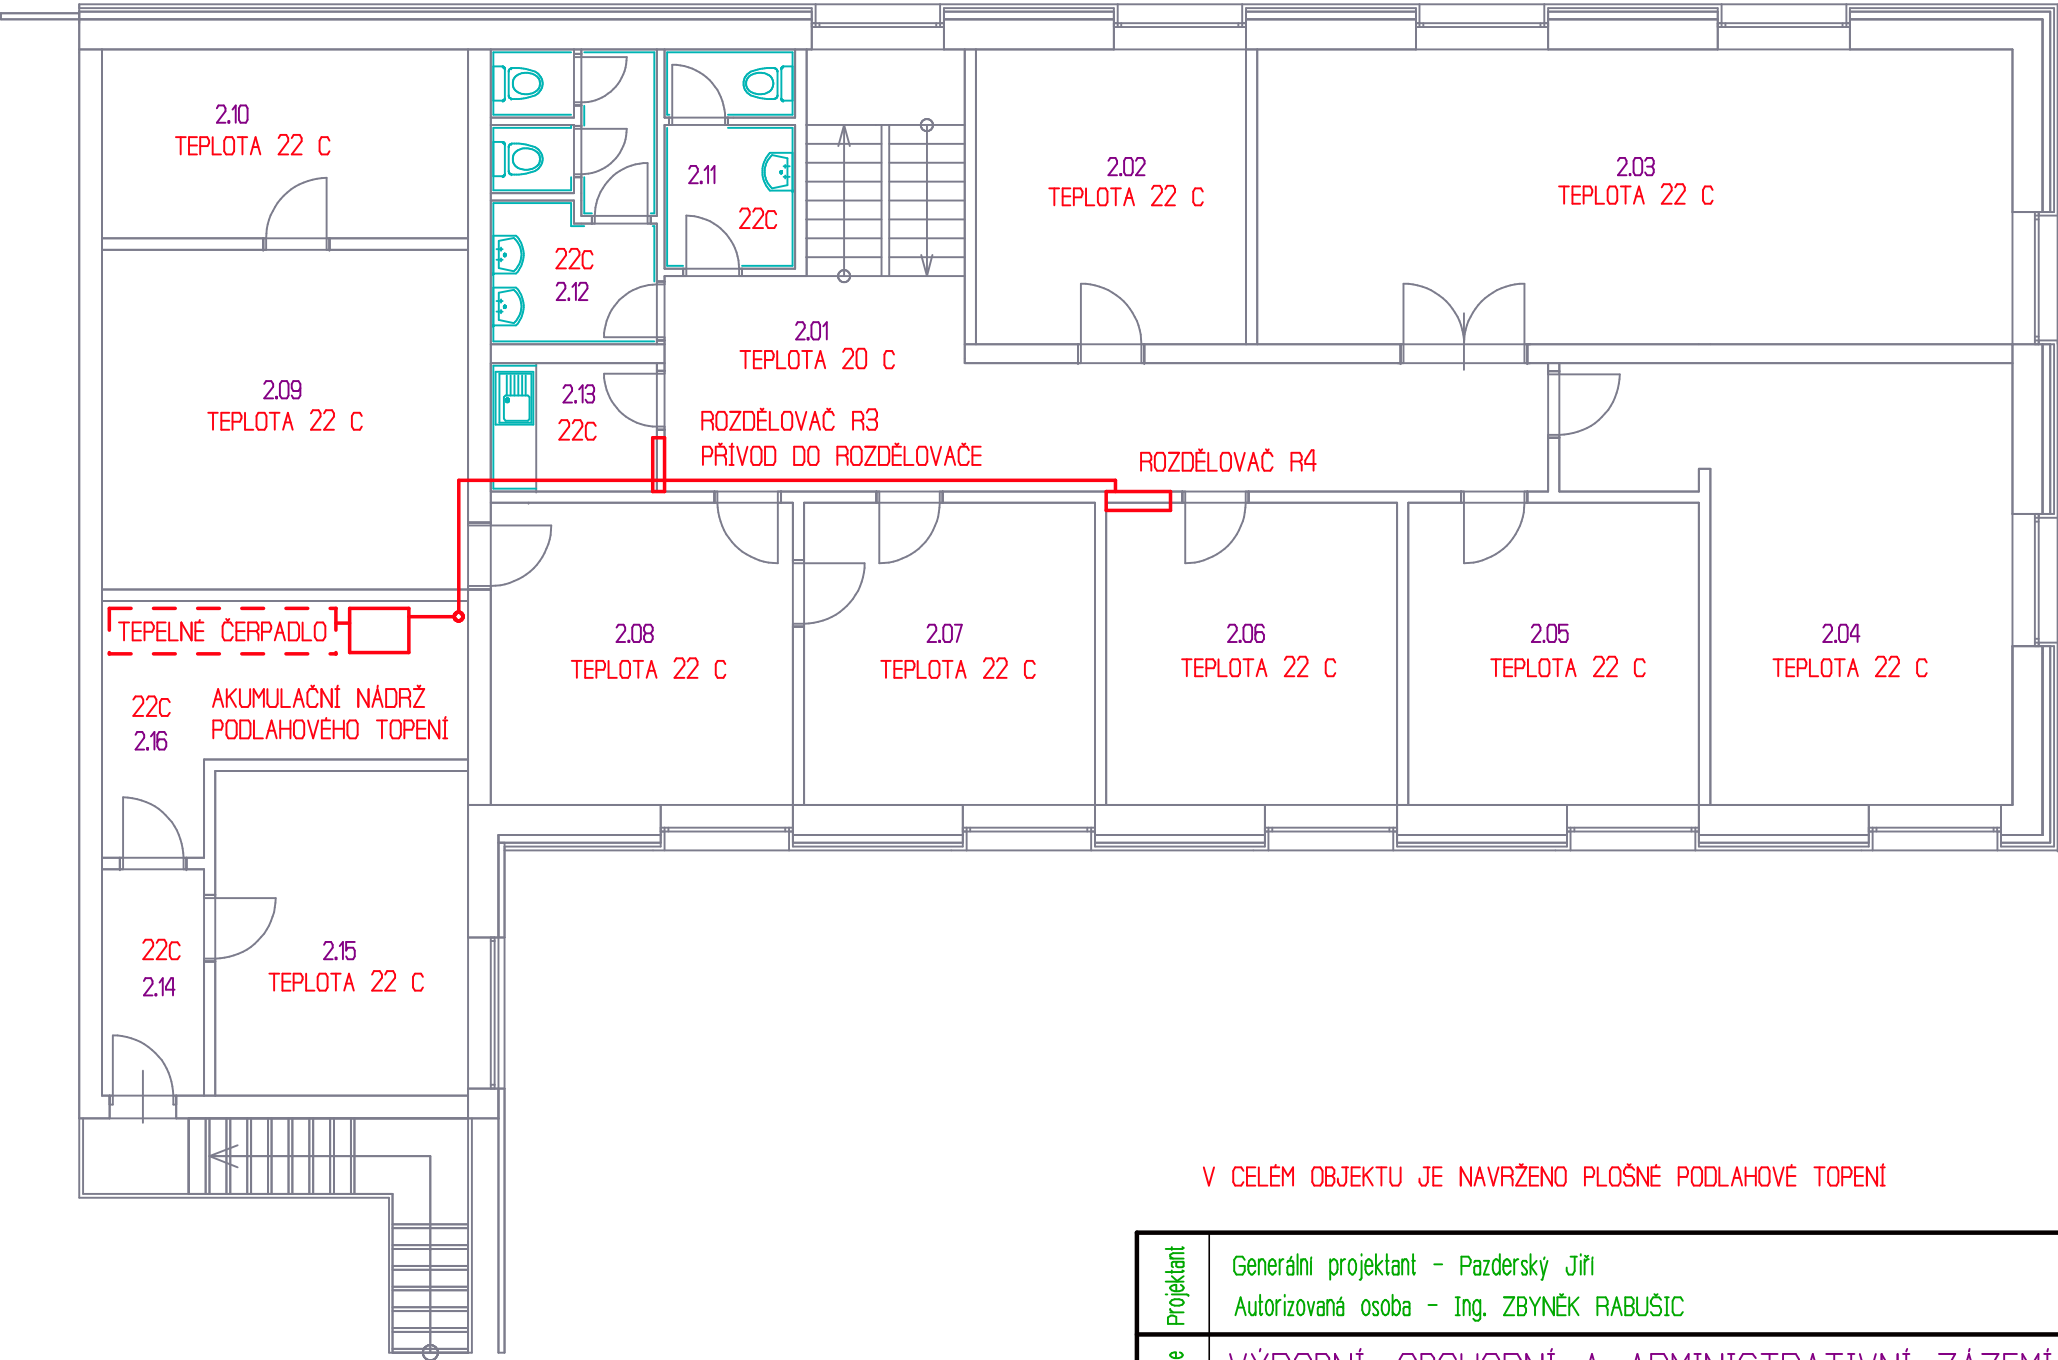 2.10
TEPLOTA 22 C
2.11
22C
2.02
TEPLOTA 22 C
2.03
TEPLOTA 22 C
22C
2.12
2.01
TEPLOTA 20 C
2.09
TEPLOTA 22 C
2.13
22C
ROZDĚLOVAČ R3
PŘÍVOD DO ROZDĚLOVAČE
ROZDĚLOVAČ R4
TEPELNÉ ČERPADLO
2.08
TEPLOTA 22 C
2.07
TEPLOTA 22 C
2.06
TEPLOTA 22 C
2.05
TEPLOTA 22 C
2.04
TEPLOTA 22 C
22C
2.16
AKUMULAČNÍ NÁDRŽ
PODLAHOVÉHO TOPENÍ
22C
2.14
2.15
TEPLOTA 22 C
V CELÉM OBJEKTU JE NAVRŽENO PLOŠNÉ PODLAHOVÉ TOPENÍ
Projektant
Generální projektant - Pazderský Jiří
Autorizovaná osoba - Ing. ZBYNĚK RABUŠIC
VÝROBNÍ, OBCHODNÍ A ADMINISTRATIVNÍ ZÁZEMÍ